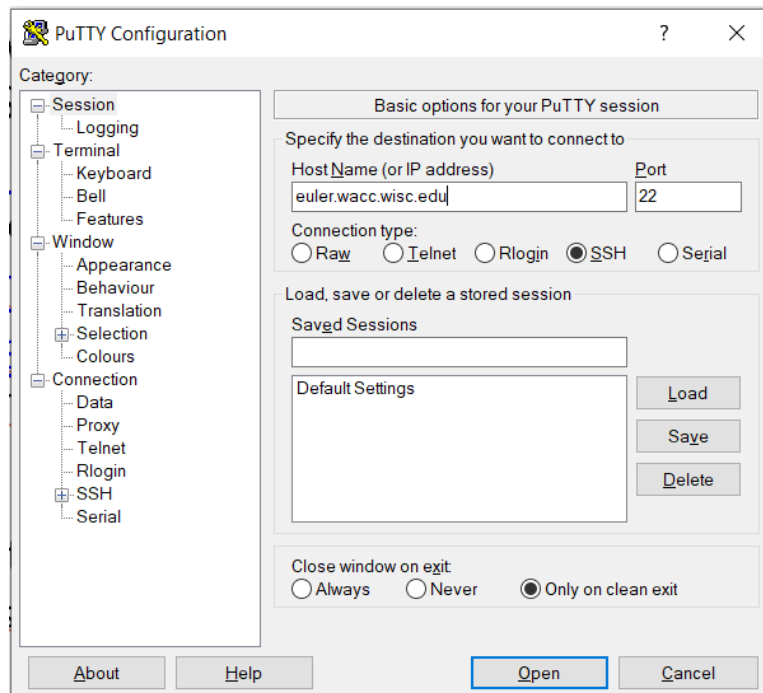 PuTTY Configuration
? ×
Category:
Session
Logging
Terminal
Keyboard
Bell
Features
Window
Appearance
Behaviour
Translation
Selection
Colours
Connection
Data
Proxy
Telnet
Rlogin
SSH
Serial
Basic options for your PuTTY session
Specify the destination you want to connect to
Host Name (or IP address) Port
euler.wacc.wisc.edu 22
Connection type:
Raw Telnet Rlogin SSH Serial
Load, save or delete a stored session
Saved Sessions
Default Settings
Load
Save
Delete
Close window on exit:
Always Never Only on clean exit
About Help Open Cancel